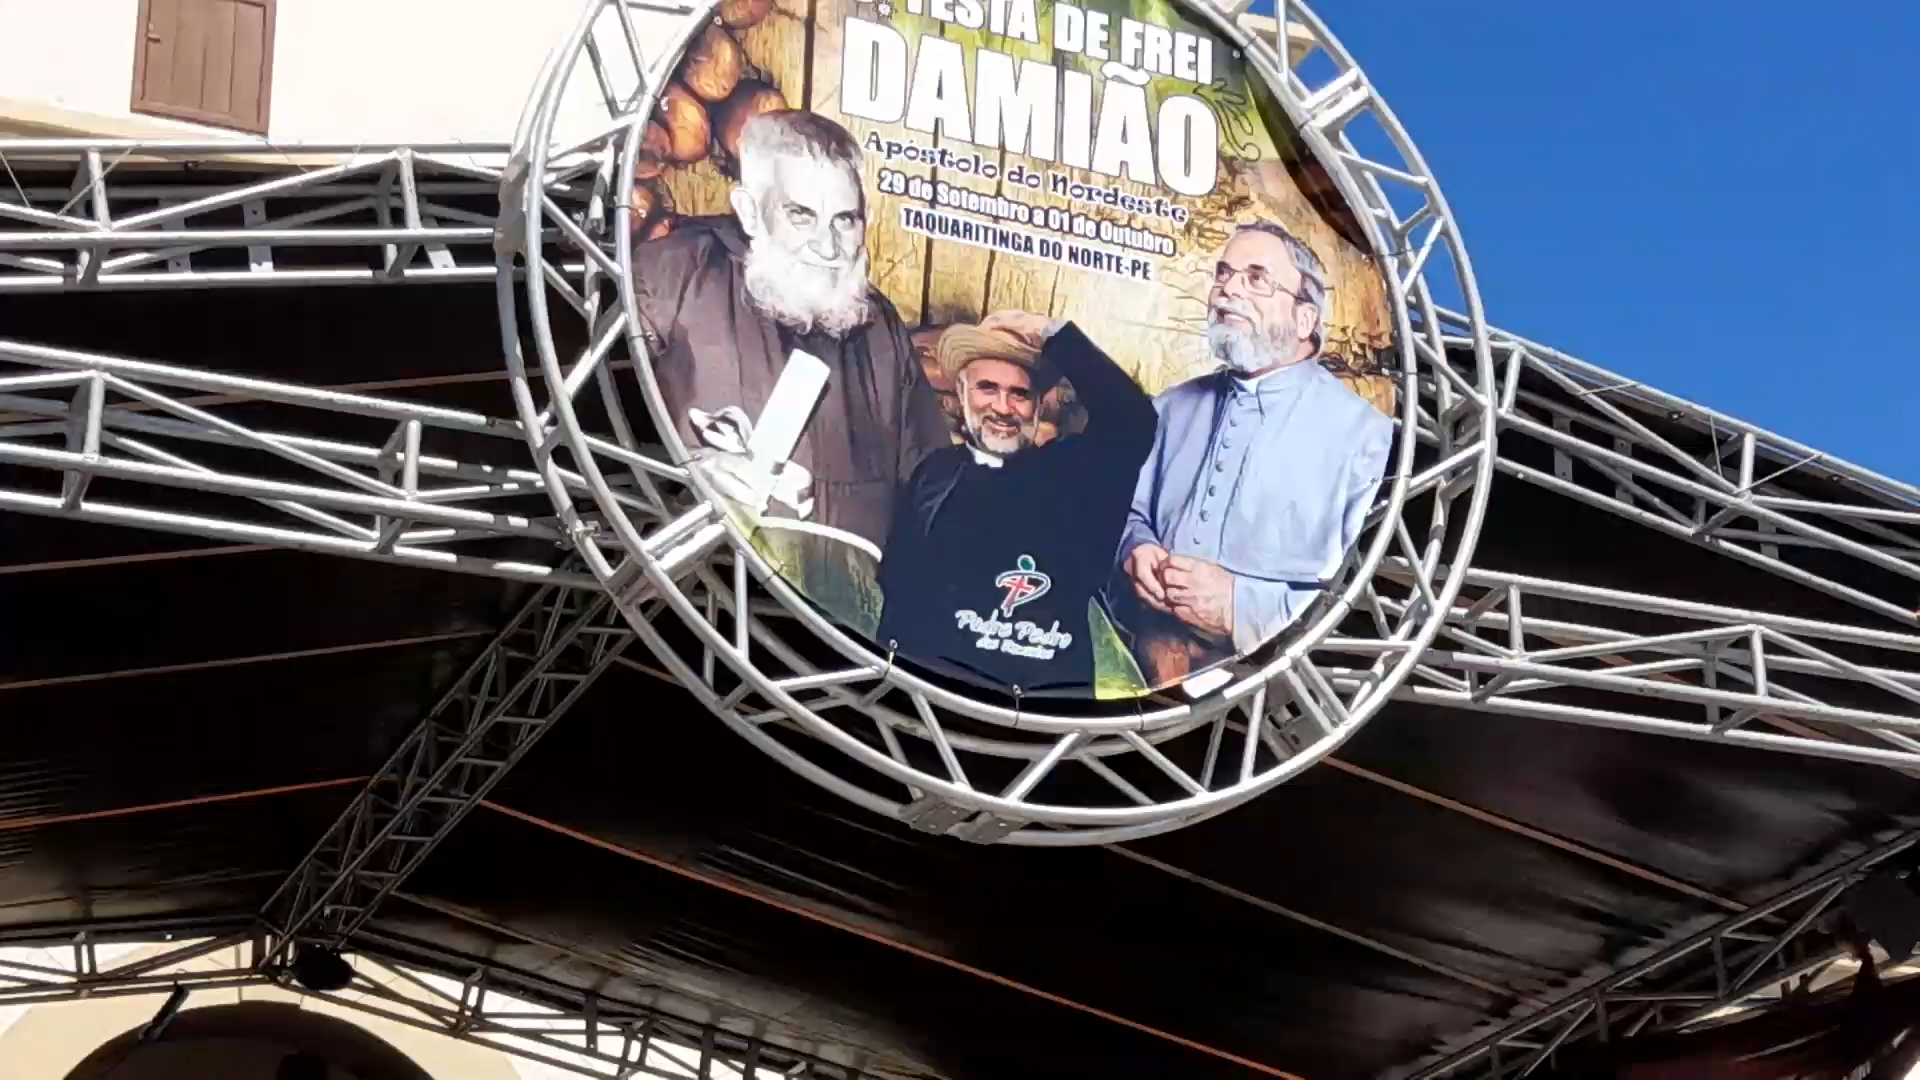 FESTA DE FREI
DAMIÃO
Apóstolo do Nordeste
29 de Setembro a 01 de Outubro
TAQUARITINGA DO NORTE-PE
Padre Pedro